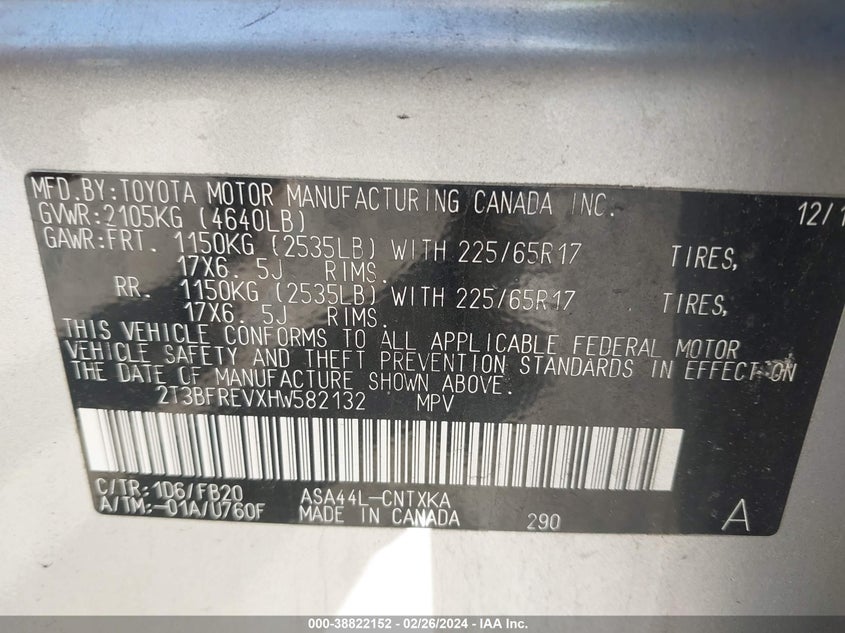 MFD.BY:TOYOTA MOTOR MANUFACTURING CANADA INC. 12/1
GVWR:2105KG (4640LB)
GAWR:FRT. 1150KG (2535LB) WITH 225/65R17 TIRES,
17X6. 5J RIMS.
RR. 1150KG (2535LB) WITH 225/65R17 TIRES,
17X6. 5J RIMS.
THIS VEHICLE CONFORMS TO ALL APPLICABLE FEDERAL MOTOR
VEHICLE SAFETY AND THEFT PREVENTION STANDARDS IN EFFECT ON
THE DATE OF MANUFACTURE SHOWN ABOVE.
2T3BFREVXHW582132 MPV
C/TR:1D6/FB20 ASA44L-CNTXKA
A/TM:-01A/U760F MADE IN CANADA 290 A
000-38822152 - 02/26/2024 - IAA Inc.